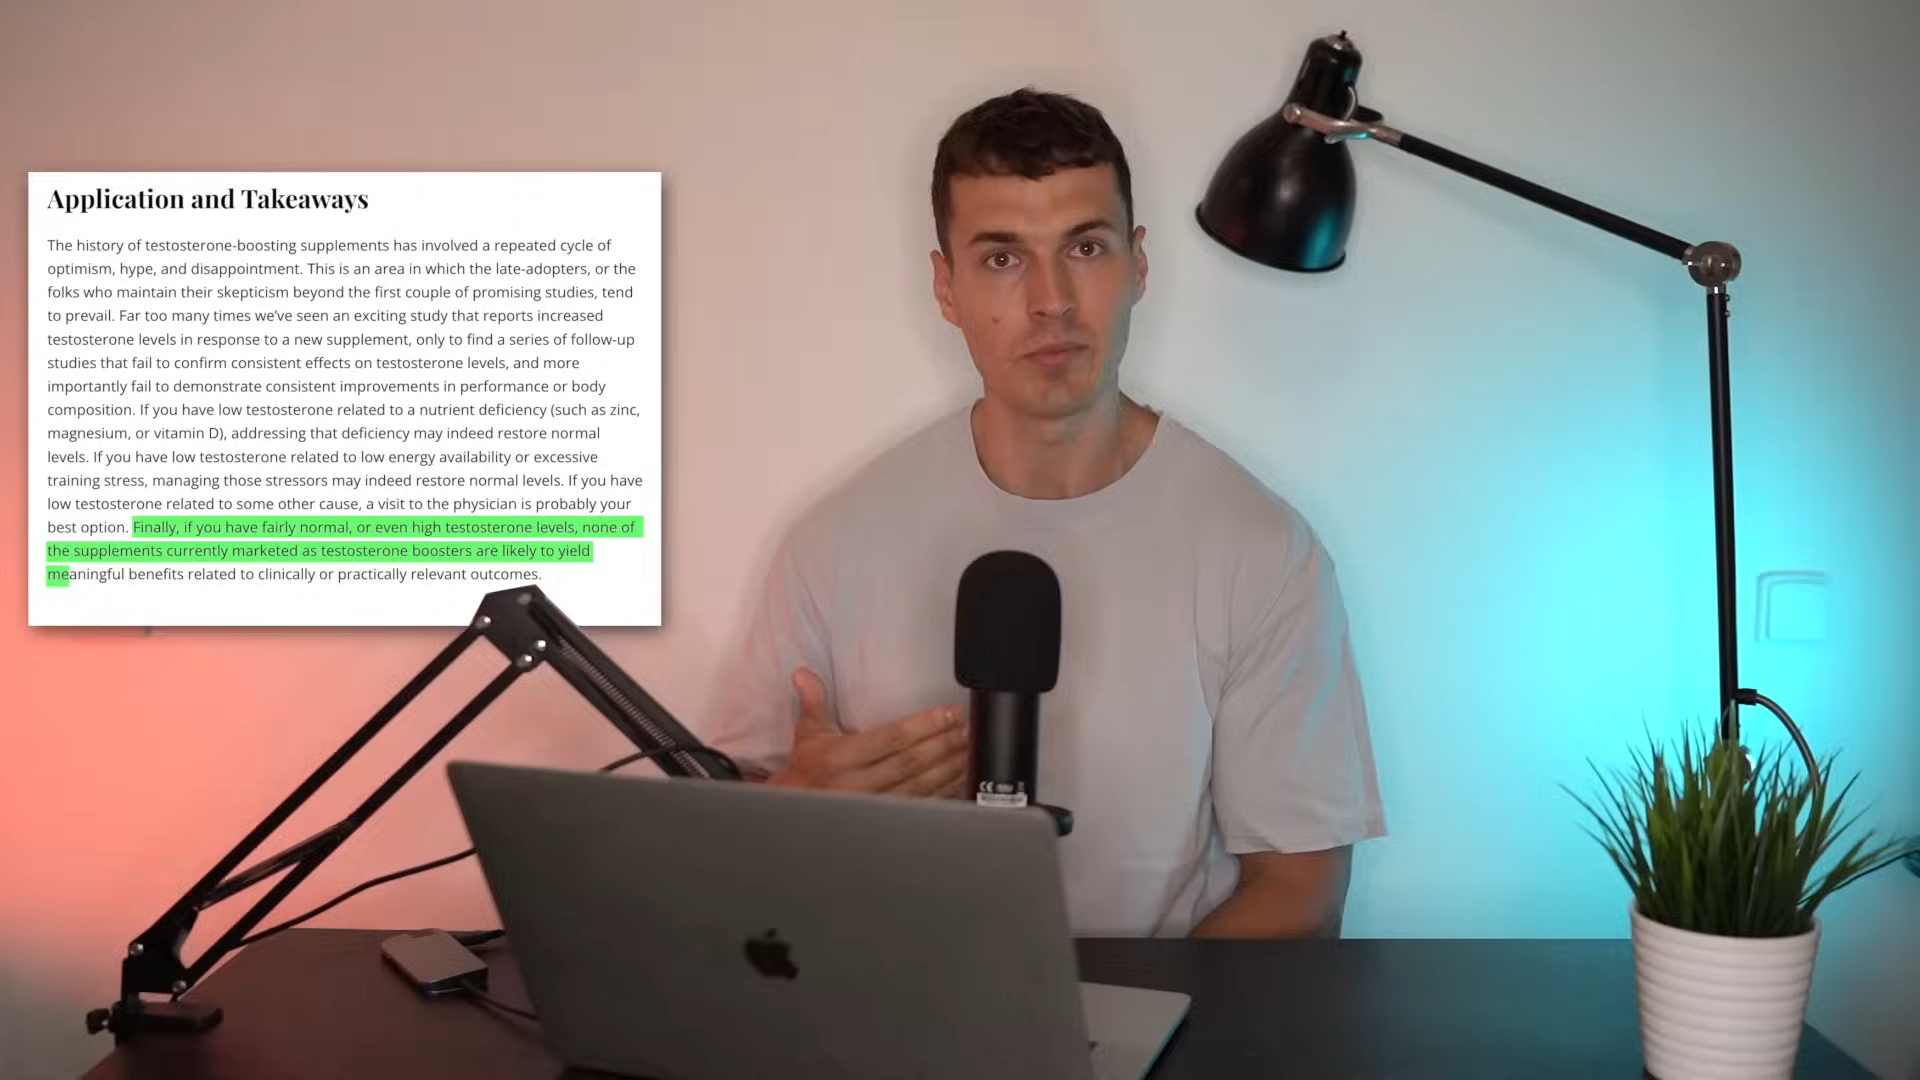 Application and Takeaways
The history of testosterone-boosting supplements has involved a repeated cycle of
optimism, hype, and disappointment. This is an area in which the late-adopters, or the
folks who maintain their skepticism beyond the first couple of promising studies, tend
to prevail. Far too many times we've seen an exciting study that reports increased
testosterone levels in response to a new supplement, only to find a series of follow-up
studies that fail to confirm consistent effects on testosterone levels, and more
importantly fail to demonstrate consistent improvements in performance or body
composition. If you have low testosterone related to a nutrient deficiency (such as zinc,
magnesium, or vitamin D), addressing that deficiency may indeed restore normal
levels. If you have low testosterone related to low energy availability or excessive
training stress, managing those stressors may indeed restore normal levels. If you have
low testosterone related to some other cause, a visit to the physician is probably your
best option. Finally, if you have fairly normal, or even high testosterone levels, none of
the supplements currently marketed as testosterone boosters are likely to yield
meaningful benefits related to clinically or practically relevant outcomes.
CE